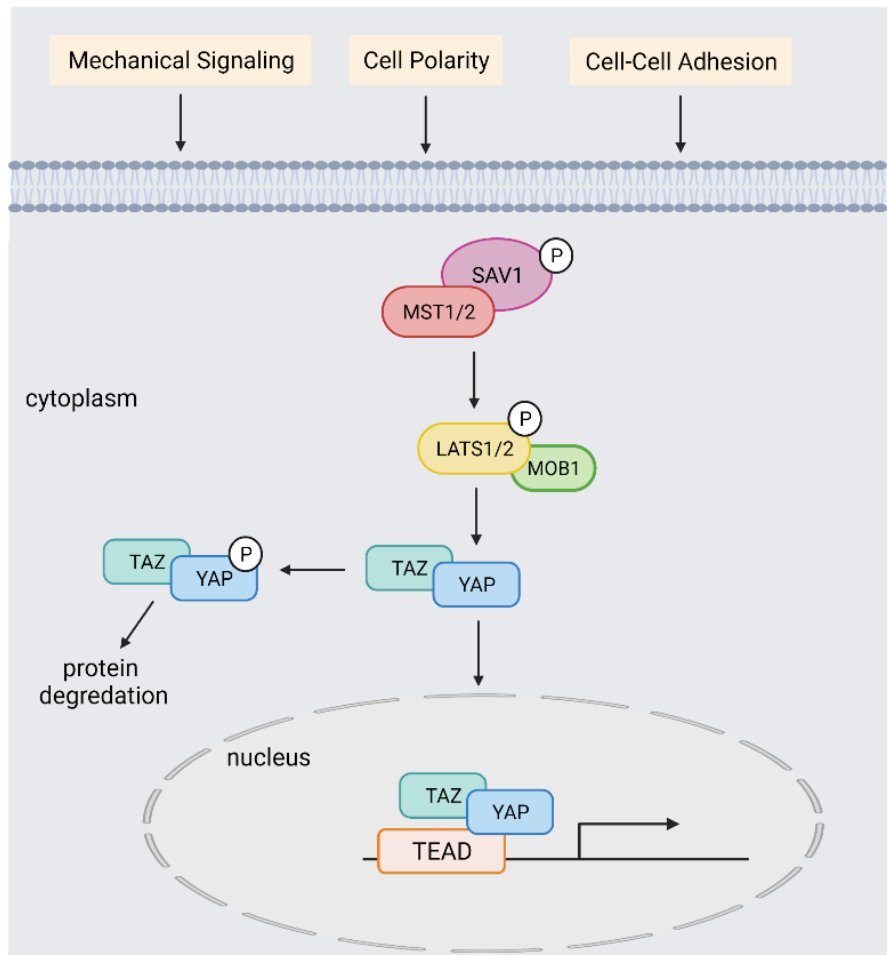 Mechanical Signaling
Cell Polarity
Cell-Cell Adhesion
P
SAV1
MST1/2
cytoplasm
P
LATS1/2
MOB1
TAZ
YAP
P
TAZ
YAP
protein
degredation
nucleus
TAZ
YAP
TEAD